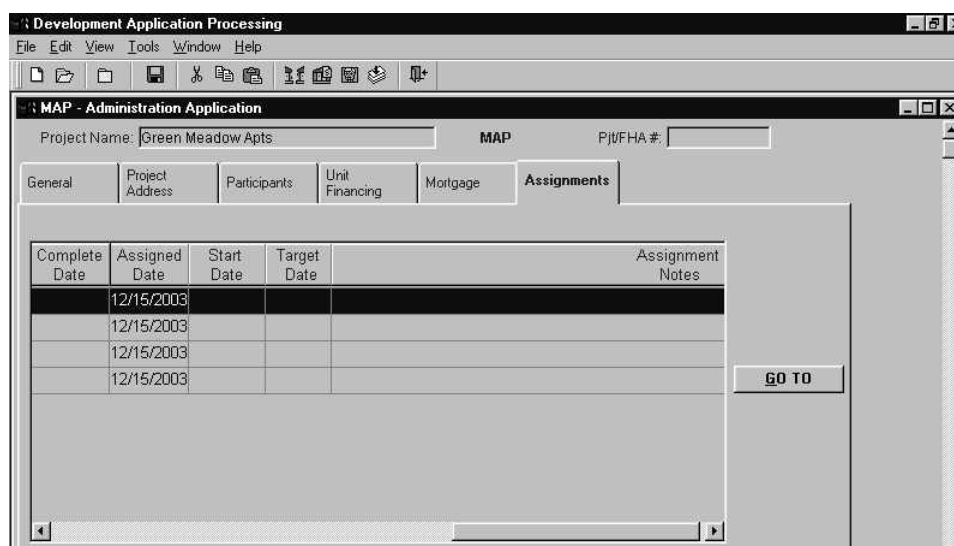 Development Application Processing
File Edit View Tools Window Help
MAP - Administration Application
Project Name: Green Meadow Apts MAP Pjt/FHA #:
General Project Address Participants Unit Financing Mortgage Assignments
Complete Date Assigned Date Start Date Target Date Assignment Notes
12/15/2003
12/15/2003
12/15/2003
12/15/2003
GO TO